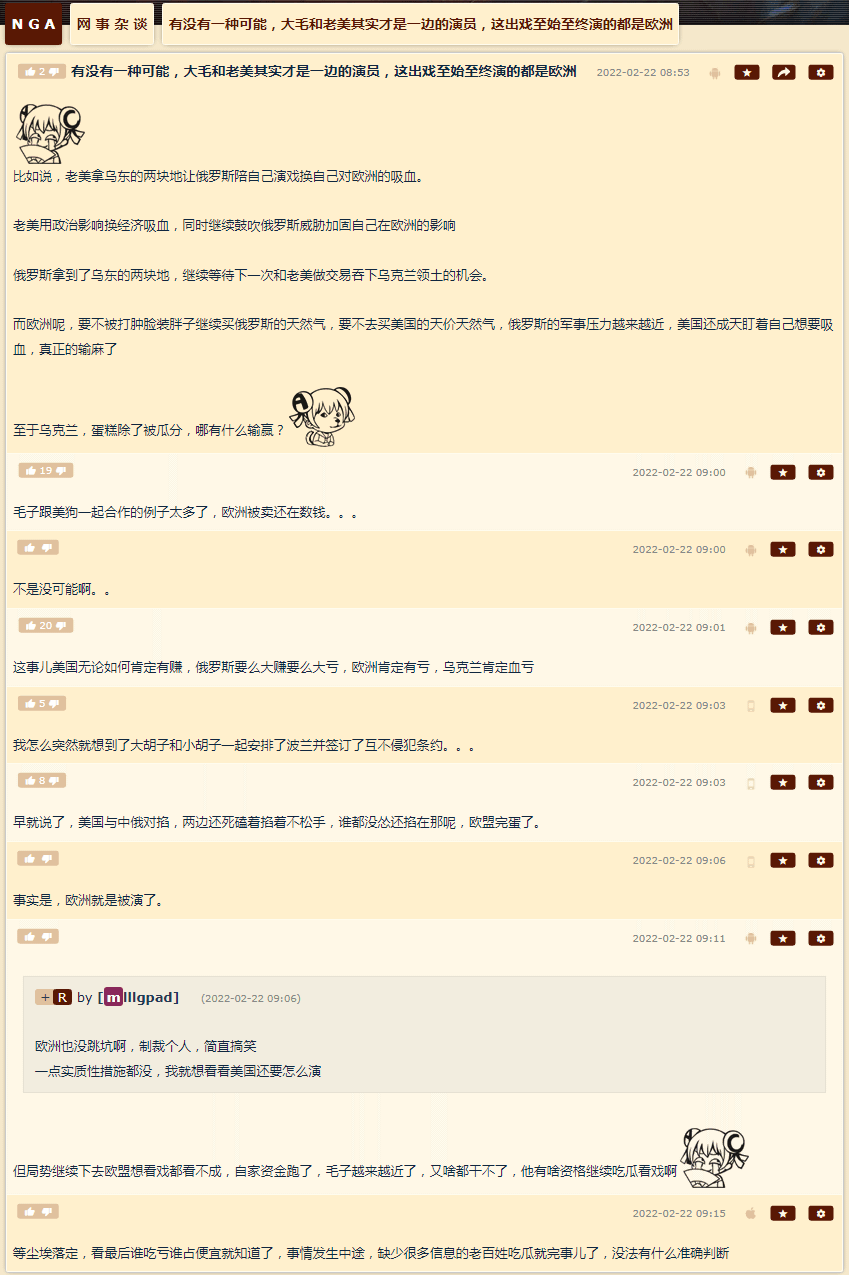 NGA
网事杂谈
有没有一种可能，大毛和老美其实才是一边的演员，这出戏至始至终演的都是欧洲
2 有没有一种可能，大毛和老美其实才是一边的演员，这出戏至始至终演的都是欧洲 2022-02-22 08:53
比如说，老美拿乌东的两块地让俄罗斯陪自己演戏换自己对欧洲的吸血。
老美用政治影响换经济吸血，同时继续鼓吹俄罗斯威胁加固自己在欧洲的影响
俄罗斯拿到了乌东的两块地，继续等待下一次和老美做交易吞下乌克兰领土的机会。
而欧洲呢，要不被打肿脸装胖子继续买俄罗斯的天然气，要不去买美国的天价天然气，俄罗斯的军事压力越来越近，美国还成天盯着自己想要吸
血，真正的输麻了
至于乌克兰，蛋糕除了被瓜分，哪有什么输赢？
19 2022-02-22 09:00
毛子跟美狗一起合作的例子太多了，欧洲被卖还在数钱。。。
2022-02-22 09:00
不是没可能啊。。
20 2022-02-22 09:01
这事儿美国无论如何肯定有赚，俄罗斯要么大赚要么大亏，欧洲肯定有亏，乌克兰肯定血亏
5 2022-02-22 09:03
我怎么突然就想到了大胡子和小胡子一起安排了波兰并签订了互不侵犯条约。。。
8 2022-02-22 09:03
早就说了，美国与中俄对掐，两边还死磕着掐着不松手，谁都没怂还掐在那呢，欧盟完蛋了。
2022-02-22 09:06
事实是，欧洲就是被演了。
2022-02-22 09:11
+ R by [mlllgpad] (2022-02-22 09:06)
欧洲也没跳坑啊，制裁个人，简直搞笑
一点实质性措施都没，我就想看看美国还要怎么演
但局势继续下去欧盟想看戏都看不成，自家资金跑了，毛子越来越近了，又啥都干不了，他有啥资格继续吃瓜看戏啊
2022-02-22 09:15
等尘埃落定，看最后谁吃亏谁占便宜就知道了，事情发生中途，缺少很多信息的老百姓吃瓜就完事儿了，没法有什么准确判断